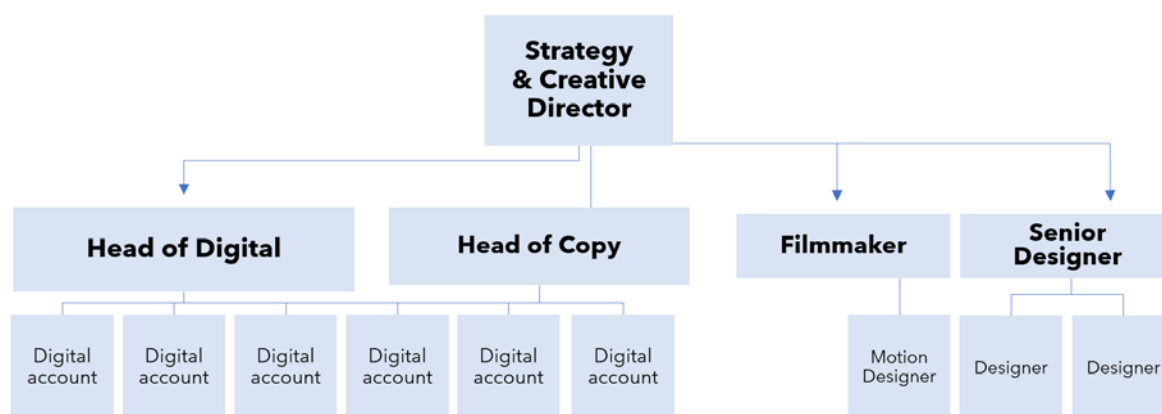 Strategy
& Creative
Director
Head of Digital
Head of Copy
Filmmaker
Senior
Designer
Digital
account
Digital
account
Digital
account
Digital
account
Digital
account
Digital
account
Motion
Designer
Designer
Designer